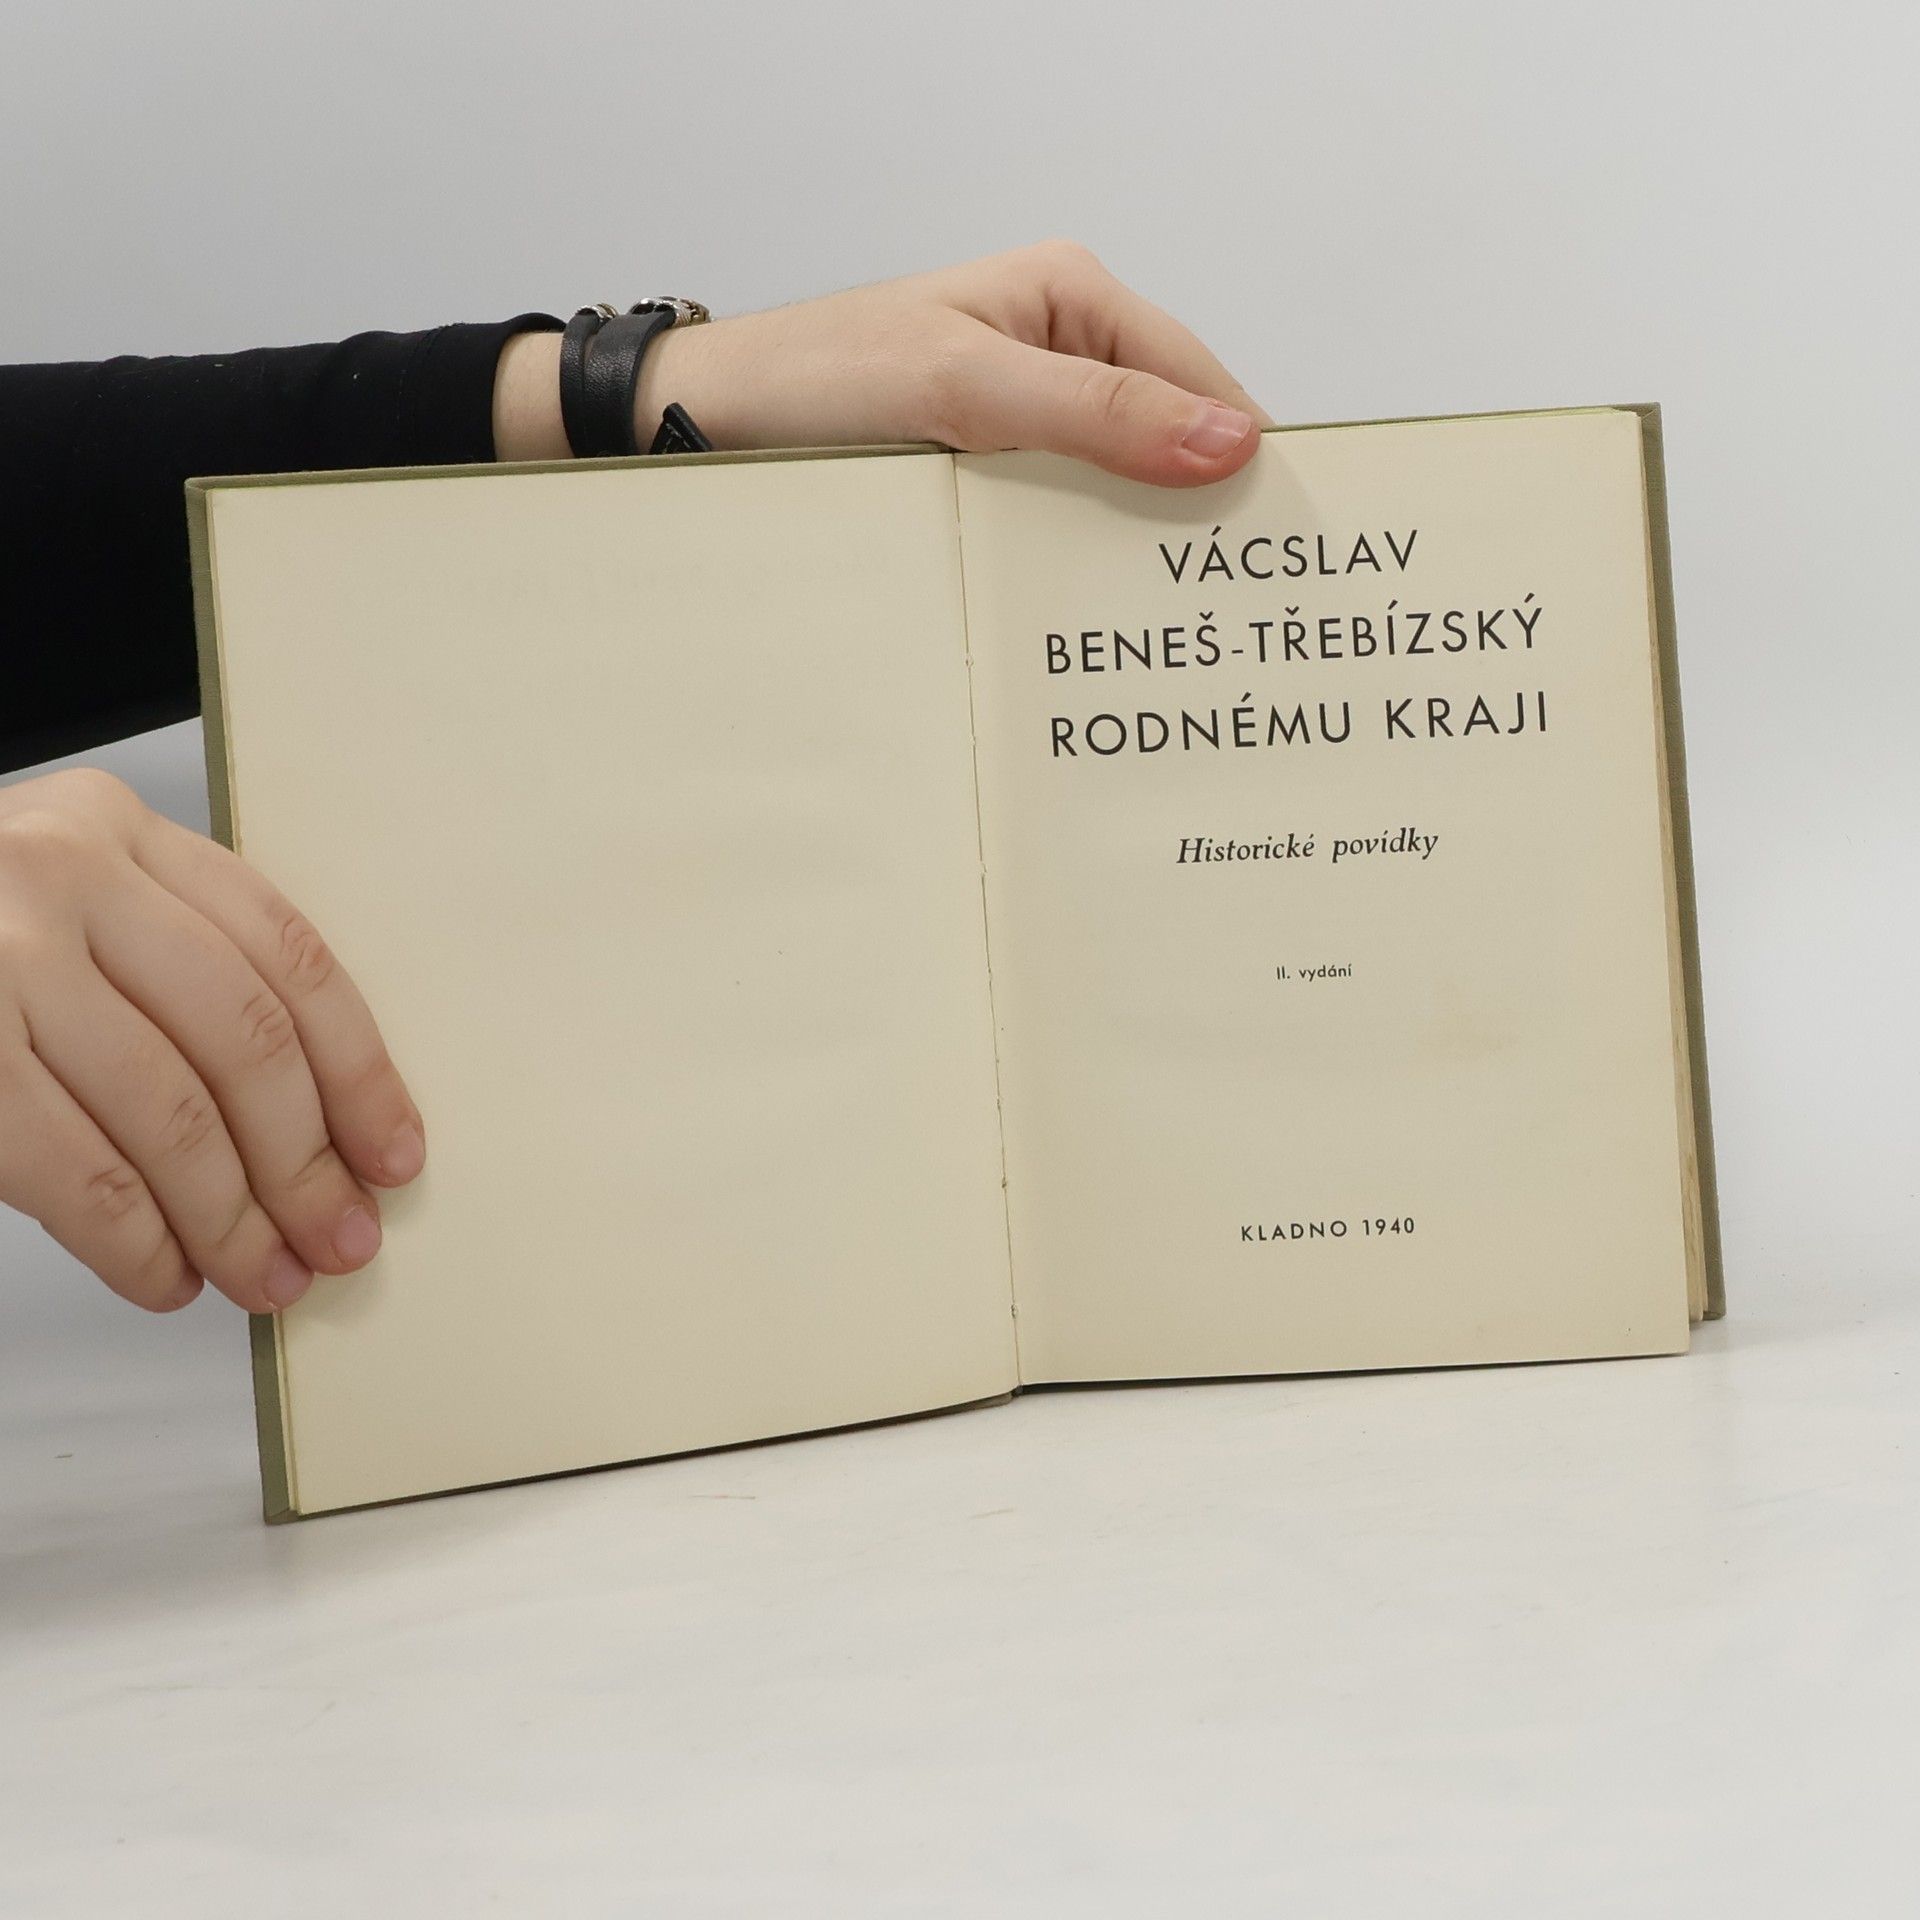 VÁCSLAV
BENEŠ-TŘEBÍZSKÝ
RODNÉMU KRAJI
Historické povídky
II. vydání
KLADNO 1940